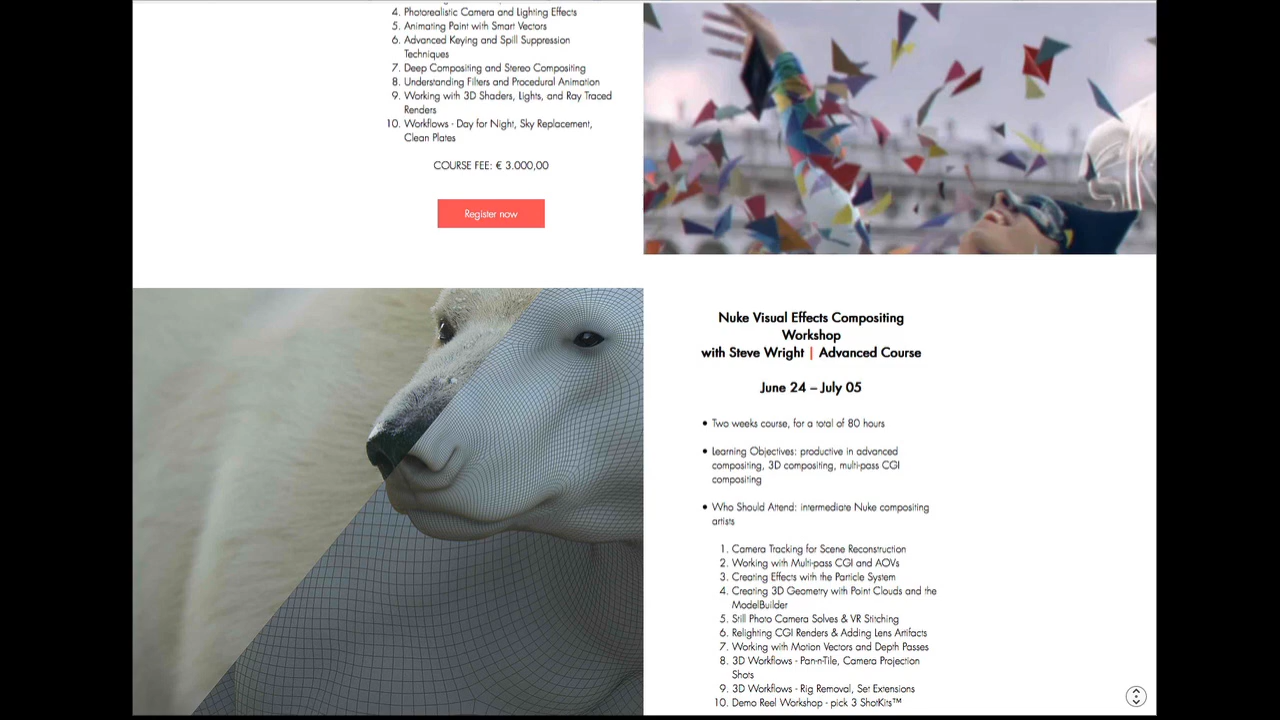 4. Photorealistic Camera and Lighting Effects
5. Animating Paint with Smart Vectors
6. Advanced Keying and Spill Suppression
Techniques
7. Deep Compositing and Stereo Compositing
8. Understanding Filters and Procedural Animation
9. Working with 3D Shaders, Lights, and Ray Traced
Renders
10. Workflows - Day for Night, Sky Replacement,
Clean Plates
COURSE FEE: € 3.000,00
Register now
Nuke Visual Effects Compositing
Workshop
with Steve Wright | Advanced Course
June 24 – July 05
• Two weeks course, for a total of 80 hours
• Learning Objectives: productive in advanced
compositing, 3D compositing, multi-pass CGI
compositing
• Who Should Attend: intermediate Nuke compositing
artists
1. Camera Tracking for Scene Reconstruction
2. Working with Multi-pass CGI and AOVs
3. Creating Effects with the Particle System
4. Creating 3D Geometry with Point Clouds and the
ModelBuilder
5. Still Photo Camera Solves & VR Stitching
6. Relighting CGI Renders & Adding Lens Artifacts
7. Working with Motion Vectors and Depth Passes
8. 3D Workflows - Pan-n-Tile, Camera Projection
Shots
9. 3D Workflows - Rig Removal, Set Extensions
10. Demo Reel Workshop - pick 3 ShotKits™